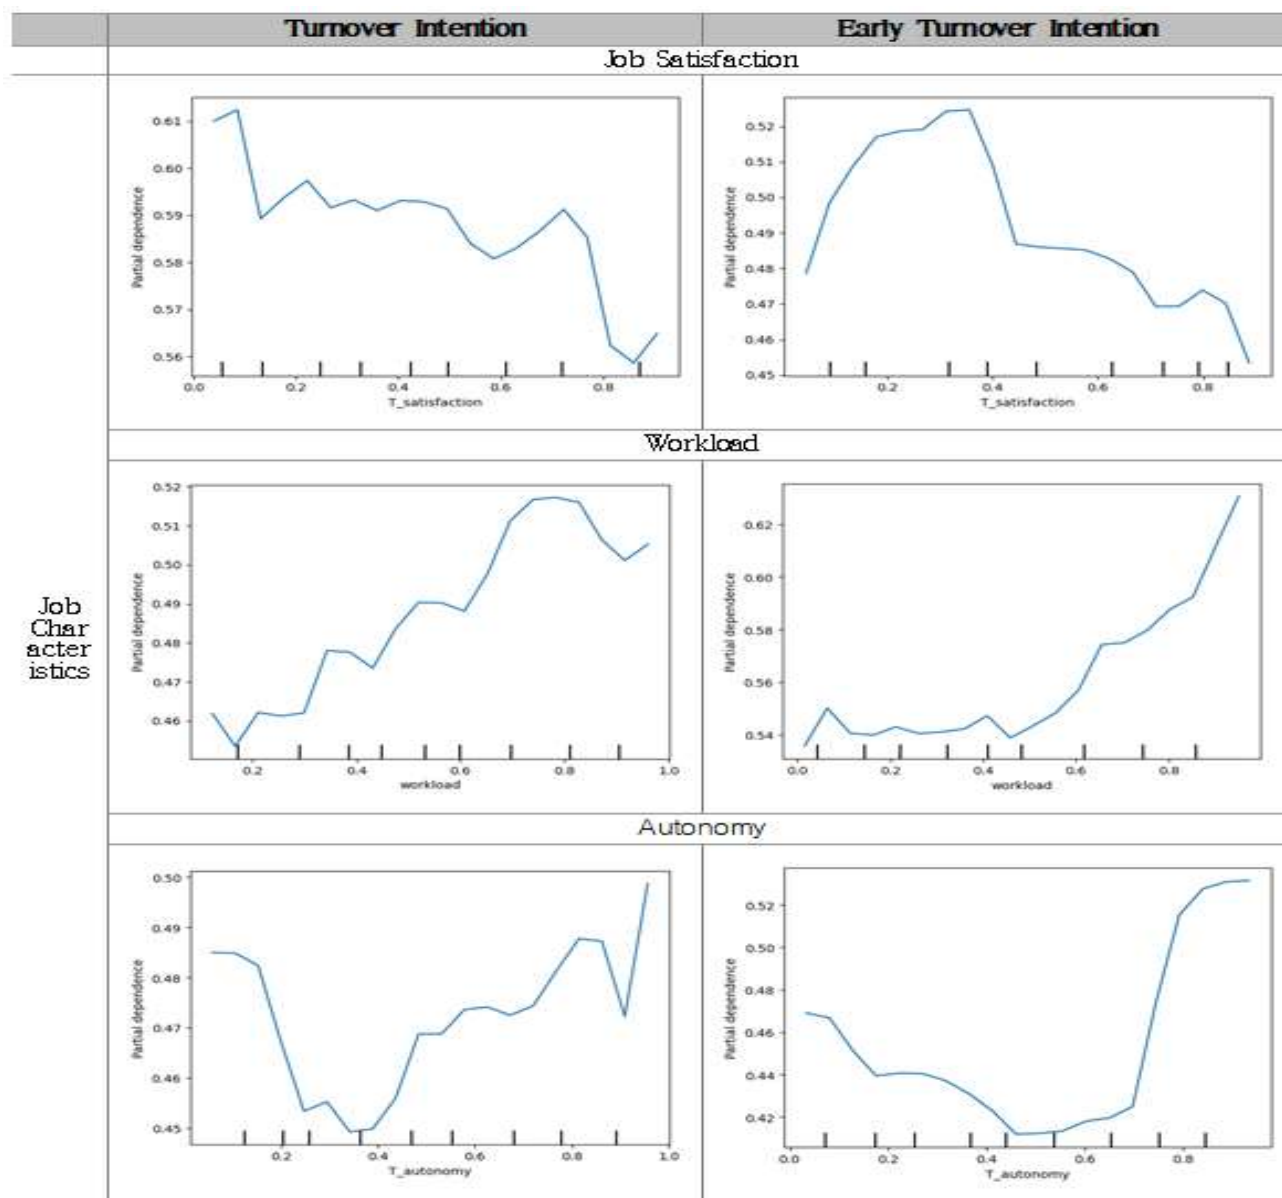 Turnover Intention
Early Turnover Intention
Job Satisfaction
Partial dependence
0.61
0.60
0.59
0.58
0.57
0.56
0.0 0.2 0.4 0.6 0.8
T_satisfaction
Partial dependence
0.52
0.51
0.50
0.49
0.48
0.47
0.46
0.45
0.2 0.4 0.6 0.8
T_satisfaction
Workload
Job
Char
acter
istics
Partial dependence
0.52
0.51
0.50
0.49
0.48
0.47
0.46
0.2 0.4 0.6 0.8 1.0
workload
Partial dependence
0.62
0.60
0.58
0.56
0.54
0.0 0.2 0.4 0.6 0.8
workload
Autonomy
Partial dependence
0.50
0.49
0.48
0.47
0.46
0.45
0.2 0.4 0.6 0.8 1.0
T_autonomy
Partial dependence
0.52
0.50
0.48
0.46
0.44
0.42
0.0 0.2 0.4 0.6 0.8
T_autonomy